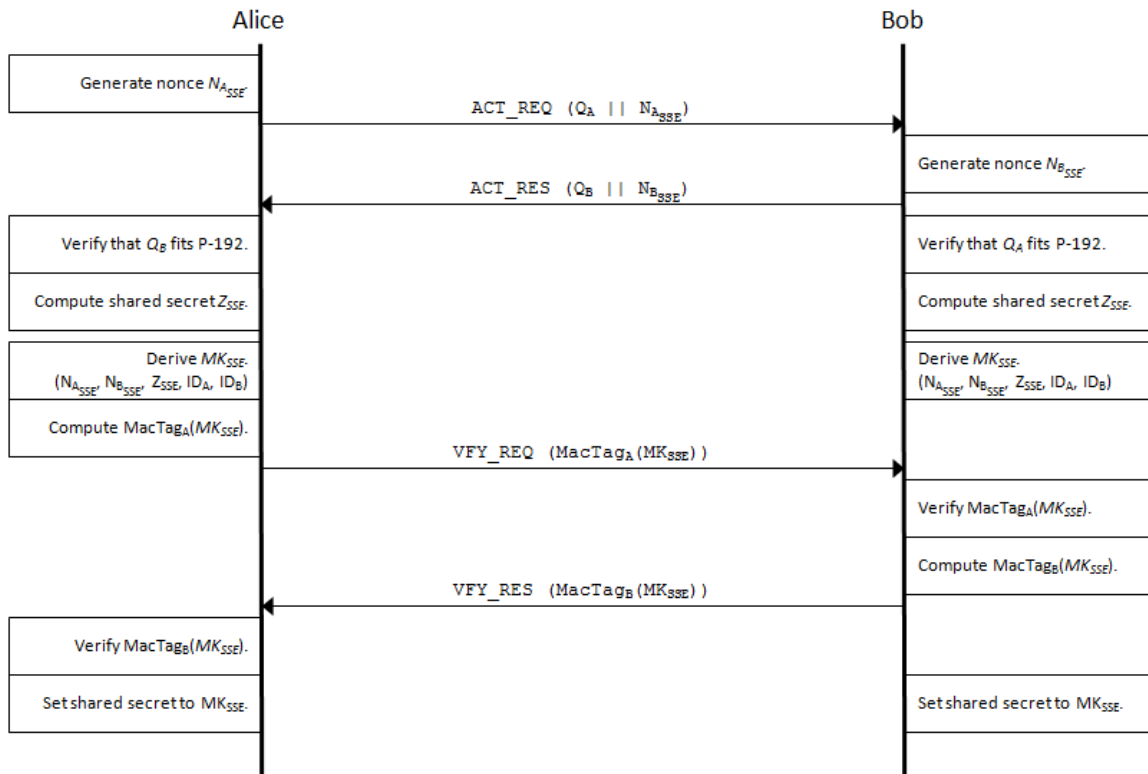 Alice Bob
Generate nonce N_A_SSE.
ACT_REQ (Q_A || N_A_SSE)
Generate nonce N_B_SSE.
ACT_RES (Q_B || N_B_SSE)
Verify that Q_B fits P-192.
Verify that Q_A fits P-192.
Compute shared secret Z_SSE.
Compute shared secret Z_SSE.
Derive MK_SSE.
(N_A_SSE, N_B_SSE, Z_SSE, ID_A, ID_B)
Derive MK_SSE.
(N_A_SSE, N_B_SSE, Z_SSE, ID_A, ID_B)
Compute MacTag_A(MK_SSE).
VFY_REQ (MacTag_A(MK_SSE))
Verify MacTag_A(MK_SSE).
Compute MacTag_B(MK_SSE).
VFY_RES (MacTag_B(MK_SSE))
Verify MacTag_B(MK_SSE).
Set shared secret to MK_SSE.
Set shared secret to MK_SSE.